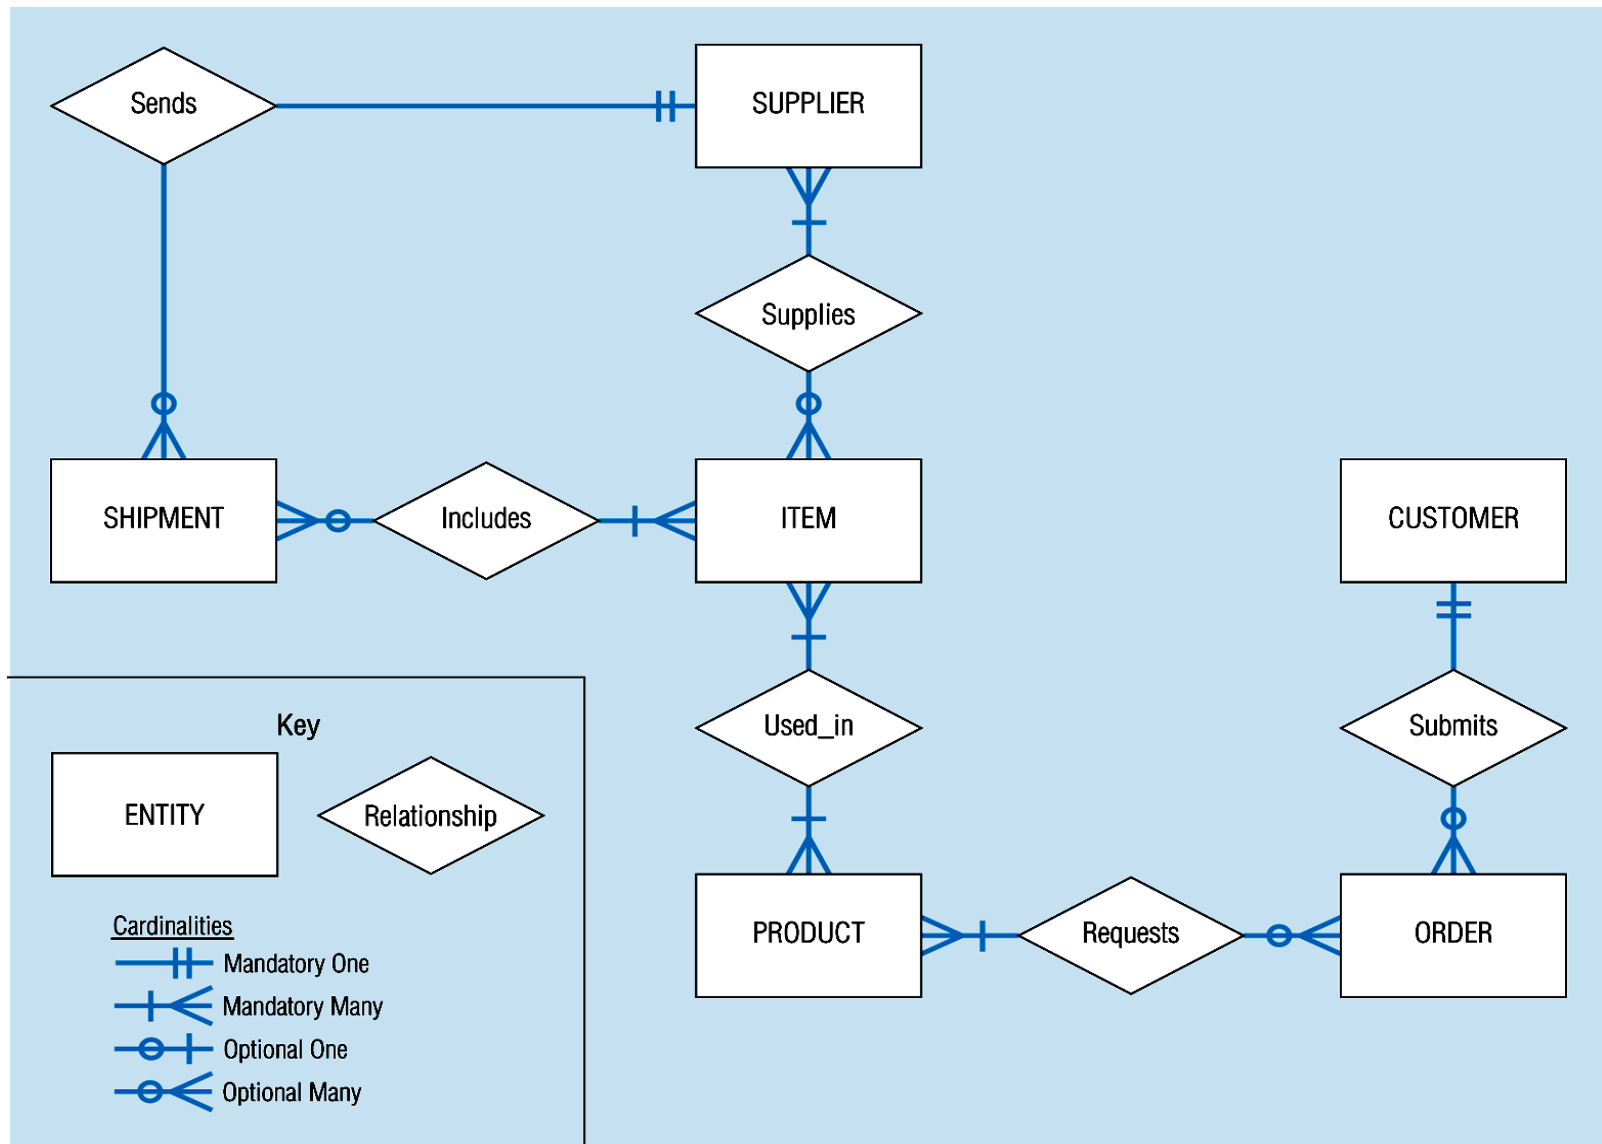 Sends
SUPPLIER
Supplies
SHIPMENT
Includes
ITEM
CUSTOMER
Used_in
Submits
PRODUCT
Requests
ORDER
Key
ENTITY
Relationship
Cardinalities
Mandatory One
Mandatory Many
Optional One
Optional Many